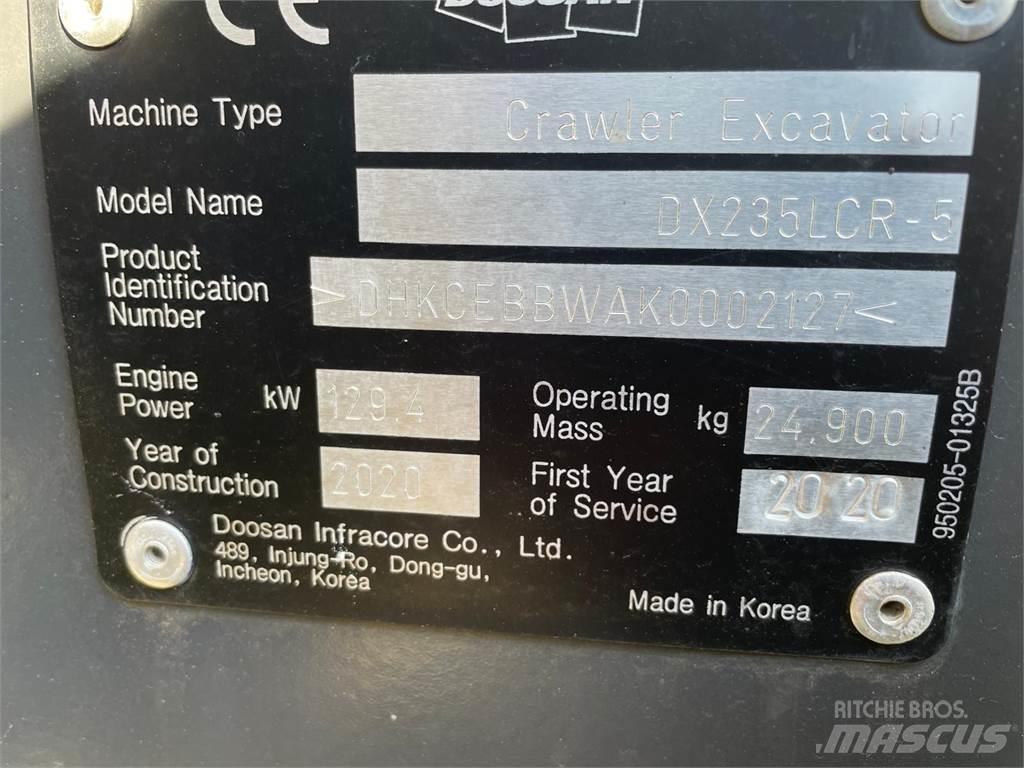 CE
DOOSAN
Machine Type Crawler Excavator
Model Name DX235LCR-5
Product
Identification
Number >DHKCEBBWAK0002127<
Engine
Power kW 129.4
Operating
Mass kg 24,900
Year of
Construction 2020
First Year
of Service 2020
Doosan Infracore Co., Ltd.
489, Injung-Ro, Dong-gu,
Incheon, Korea
Made in Korea
950205-01325B
RITCHIE BROS.
MASCUS